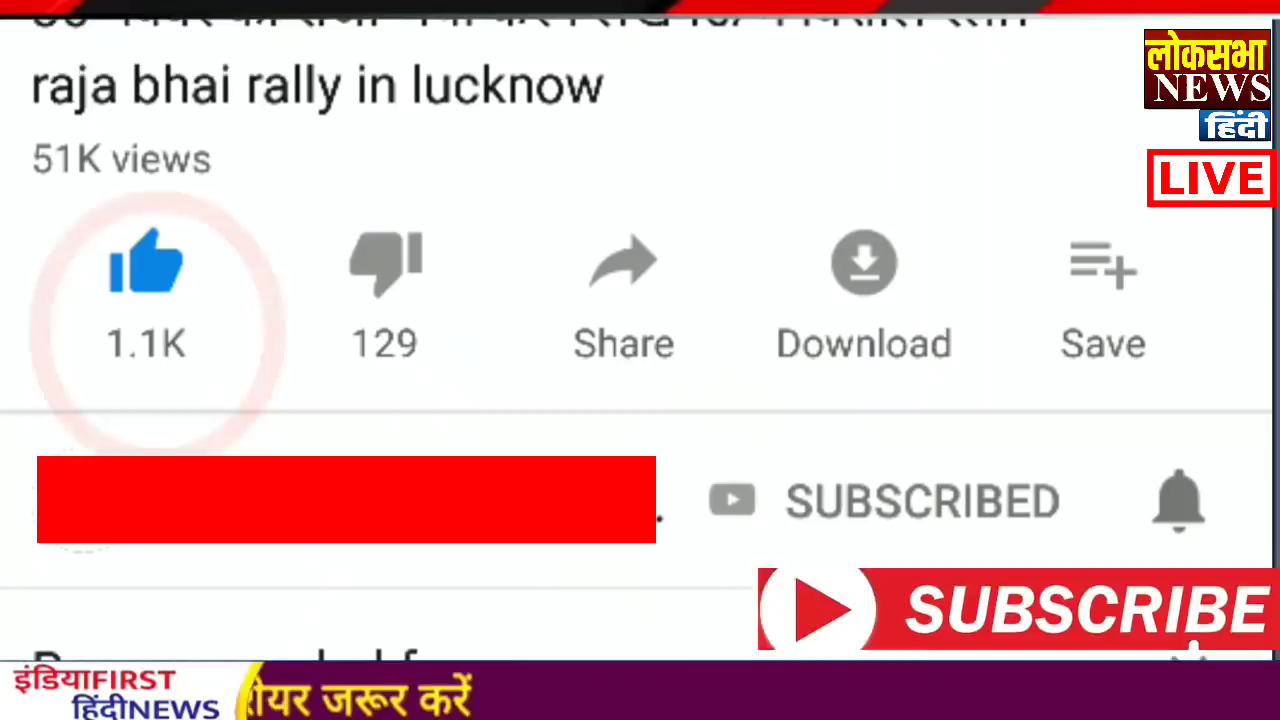 raja bhai rally in lucknow
51K views
1.1K
129
Share
Download
Save
SUBSCRIBED
लोकसभा
NEWS
हिंदी
LIVE
SUBSCRIBE
इंडियाFIRST
हिंदीNEWS
जरूर करें